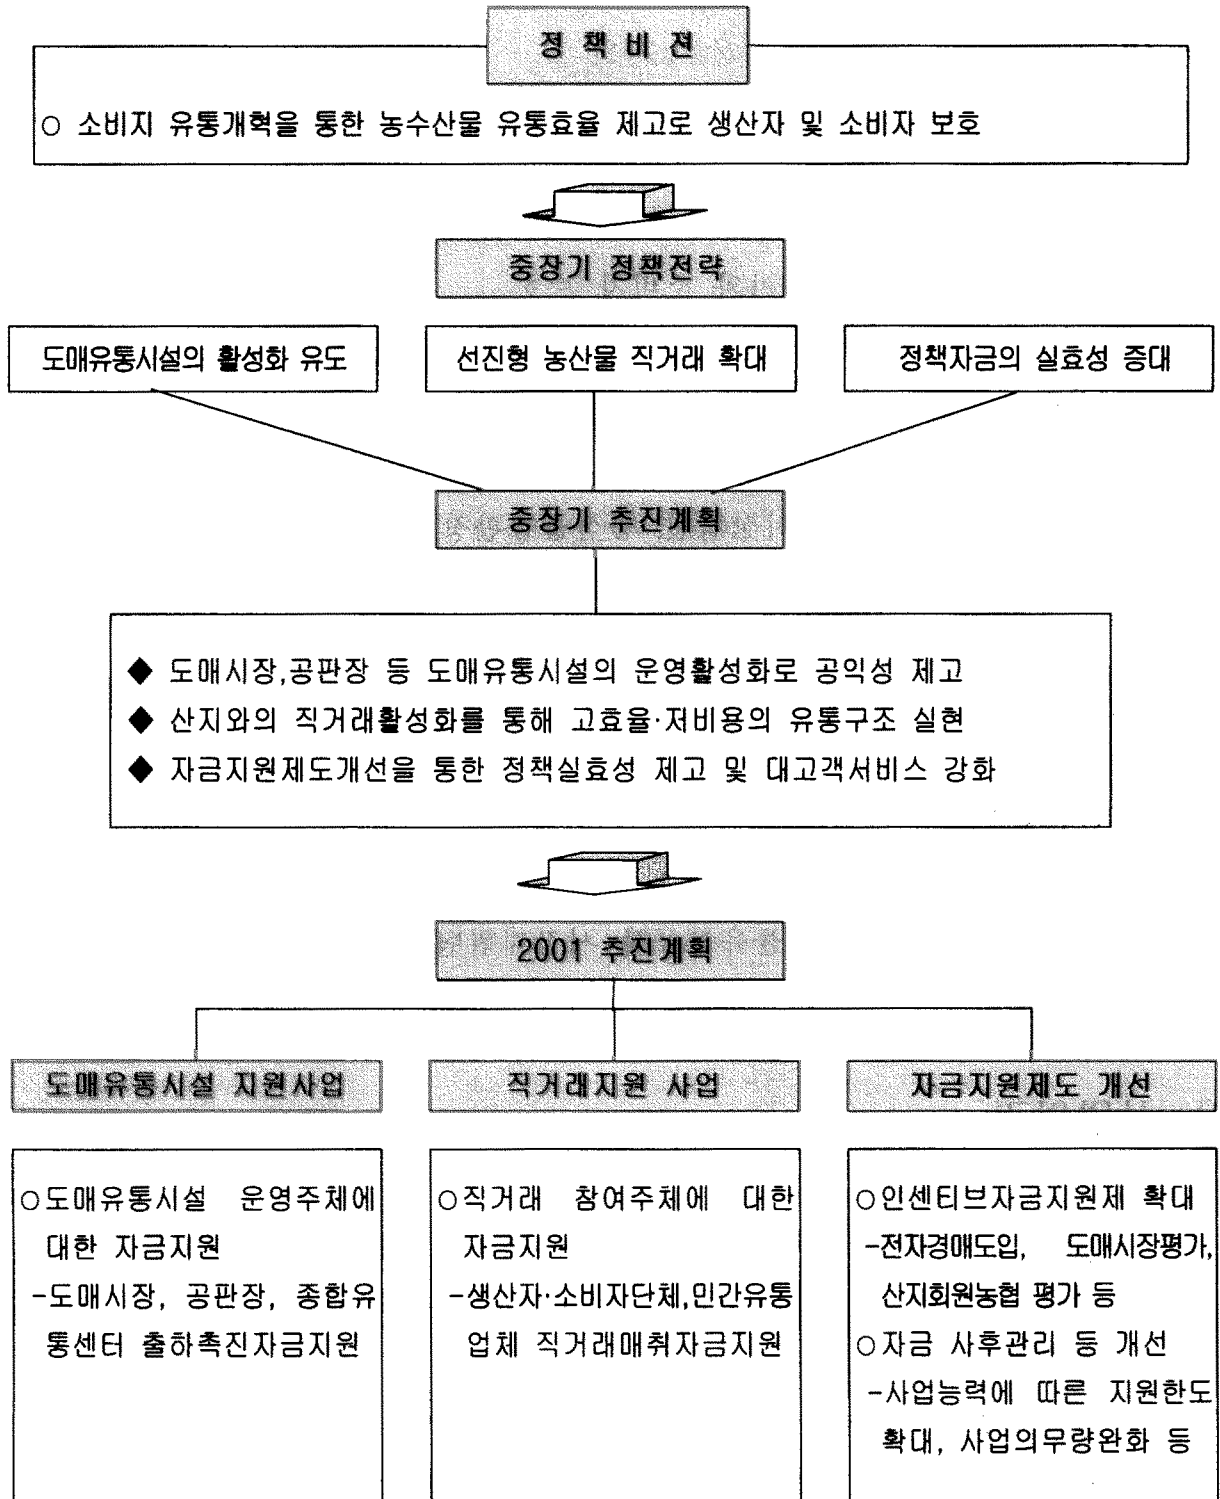 정 책 비 젼
○ 소비지 유통개혁을 통한 농수산물 유통효율 제고로 생산자 및 소비자 보호
중장기 정책전략
도매유통시설의 활성화 유도
선진형 농산물 직거래 확대
정책자금의 실효성 증대
중장기 추진계획
◆ 도매시장,공판장 등 도매유통시설의 운영활성화로 공익성 제고
◆ 산지와의 직거래활성화를 통해 고효율·저비용의 유통구조 실현
◆ 자금지원제도개선을 통한 정책실효성 제고 및 대고객서비스 강화
2001 추진계획
도매유통시설 지원사업
○도매유통시설 운영주체에
대한 자금지원
-도매시장, 공판장, 종합유
통센터 출하촉진자금지원
직거래지원 사업
○직거래 참여주체에 대한
자금지원
-생산자·소비자단체,민간유통
업체 직거래매취자금지원
자금지원제도 개선
○인센티브자금지원제 확대
-전자경매도입, 도매시장평가,
산지회원농협 평가 등
○자금 사후관리 등 개선
-사업능력에 따른 지원한도
확대, 사업의무량완화 등